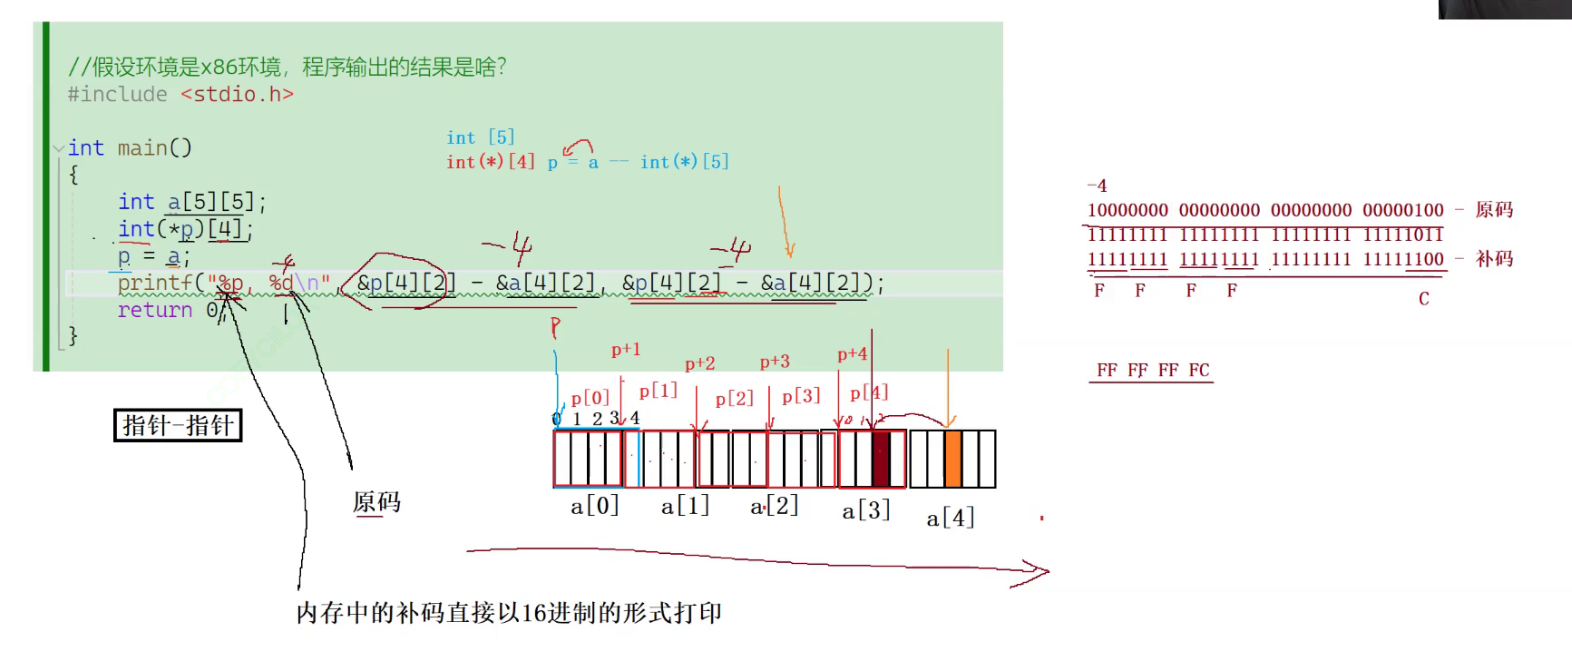 //假设环境是x86环境，程序输出的结果是啥？
#include <stdio.h>
int main()
{
int [5]
int(*)[4] p = a -- int(*)[5]
int a[5][5];
int(*p)[4];
p = a;
-4
-4
-4
printf("%p, %d\n", &p[4][2] - &a[4][2], &p[4][2] - &a[4][2]);
return 0;
}
-4
10000000 00000000 00000000 00000100 - 原码
11111111 11111111 11111111 11111011
11111111 11111111 11111111 11111100 - 补码
F F F F C
FF FF FF FC
P
p+1
p+2
p+3
p+4
p[0]
p[1]
p[2]
p[3]
p[4]
0 1 2 3 4
0 1 2
a[0]
a[1]
a[2]
a[3]
a[4]
指针-指针
原码
内存中的补码直接以16进制的形式打印